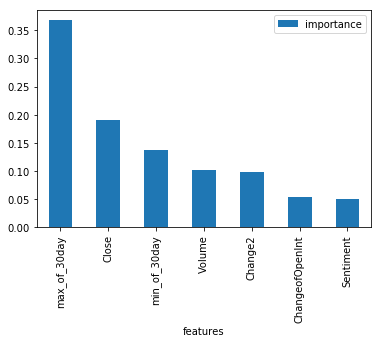 importance
0.35
0.30
0.25
0.20
0.15
0.10
0.05
0.00
max_of_30day
Close
min_of_30day
Volume
Change2
ChangeofOpenInt
Sentiment
features